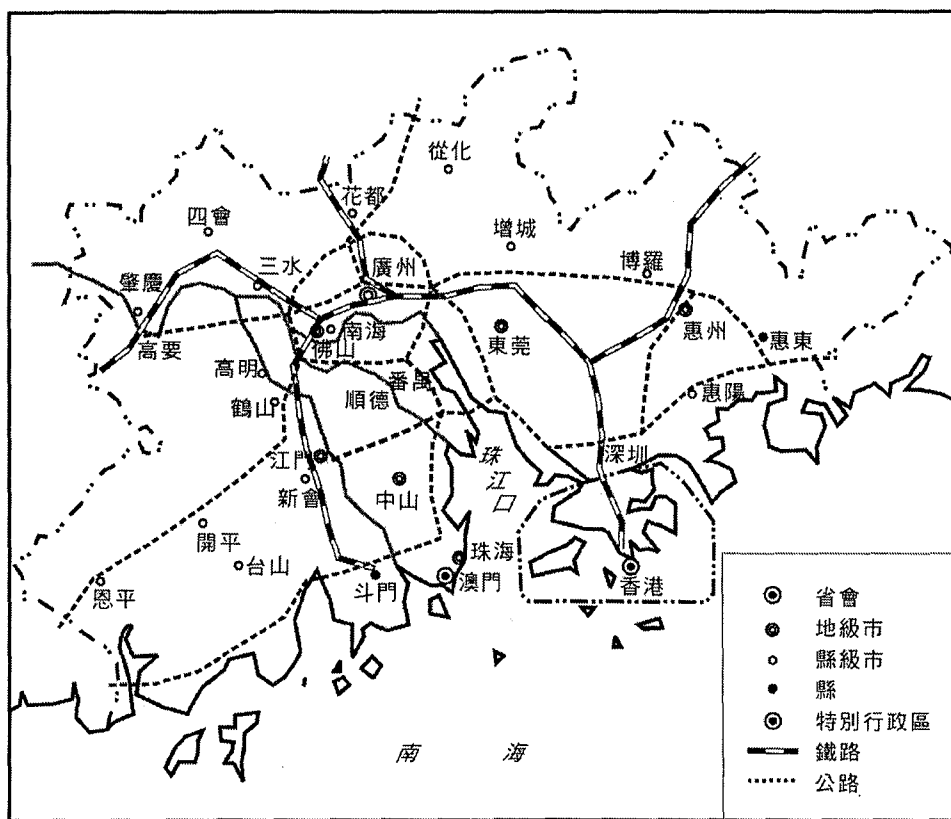 從化
花都
四會
增城
三水
廣州
博羅
肇慶
南海
佛山
惠州
高要
東莞
惠東
高明
番禺
順德
惠陽
鶴山
江門
珠江口
深圳
新會
中山
開平
珠海
台山
恩平
斗門
澳門
香港
南海
省會
地級市
縣級市
縣
特別行政區
鐵路
公路